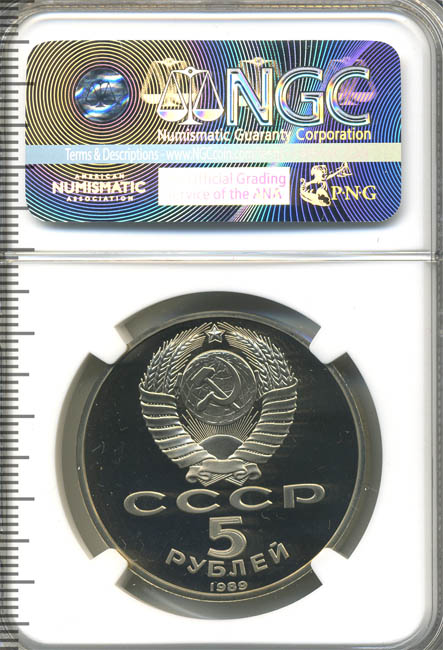 NGC
Numismatic Guaranty Corporation
Terms & Descriptions - www.NGC
AMERICAN
NUMISMATIC
ASSOCIATION
Official Grading
Service of the ANA
PNG
СССР
5
РУБЛЕЙ
1989